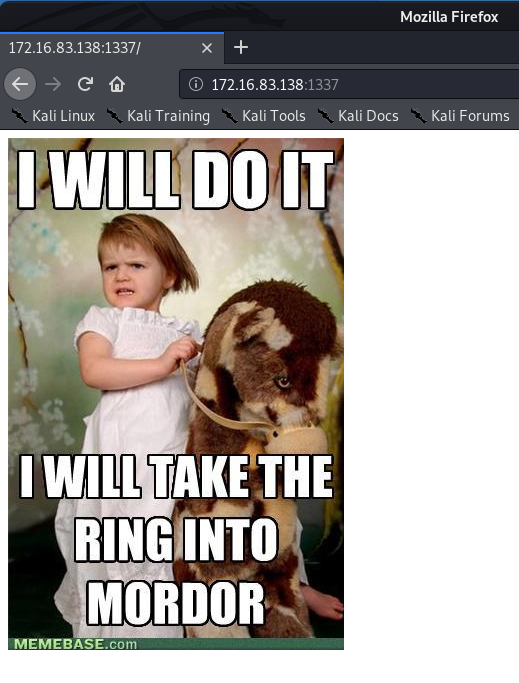 Mozilla Firefox
172.16.83.138:1337/
172.16.83.138:1337
Kali Linux Kali Training Kali Tools Kali Docs Kali Forums
I WILL DO IT
I WILL TAKE THE
RING INTO
MORDOR
MEMEBASE.com